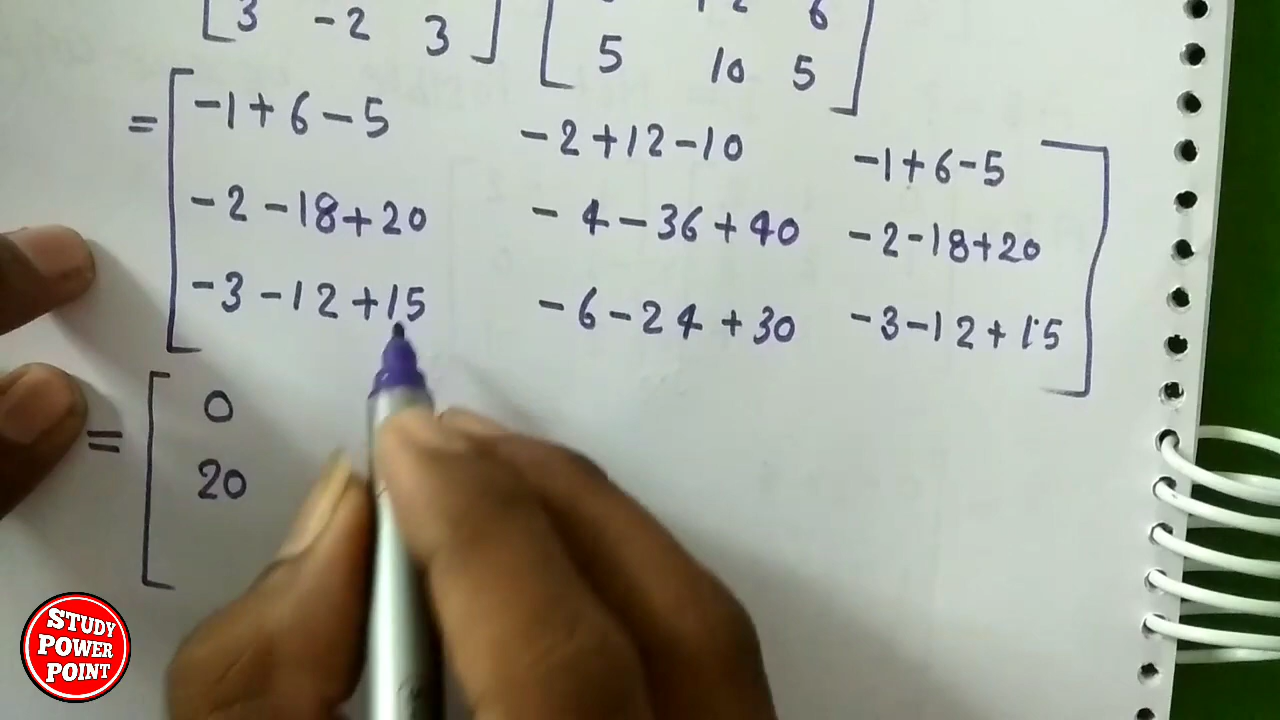 [3 -2 3] 6
5 10 5]
= [-1+6-5 -2+12-10 -1+6-5
-2-18+20 -4-36+40 -2-18+20
-3-12+15 -6-24+30 -3-12+15]
= [0
20
STUDY
POWER
POINT